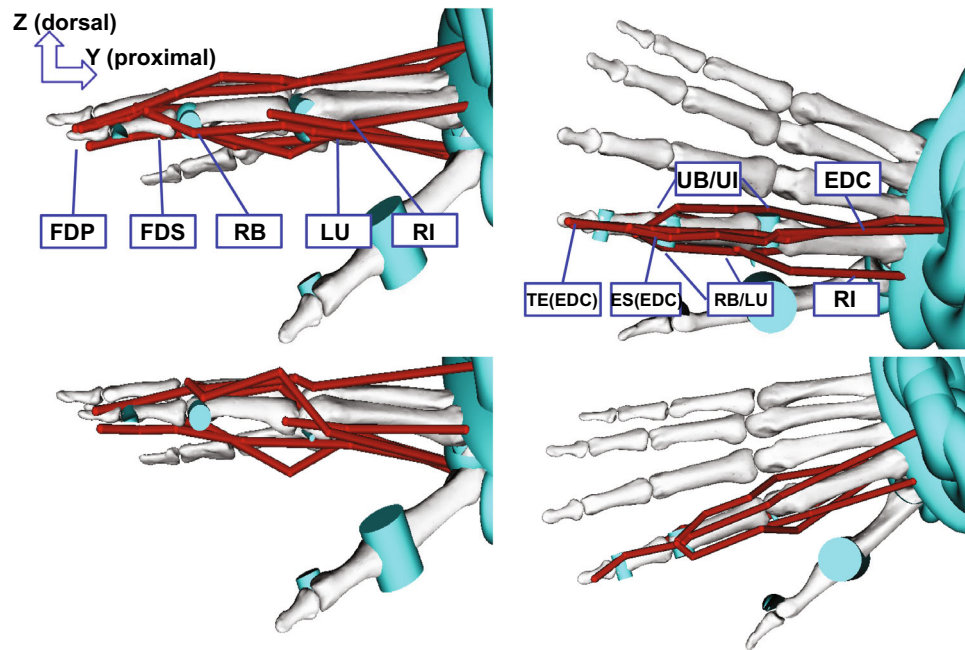 Z (dorsal)
Y (proximal)
FDP
FDS
RB
LU
RI
UB/UI
EDC
TE(EDC)
ES(EDC)
RB/LU
RI